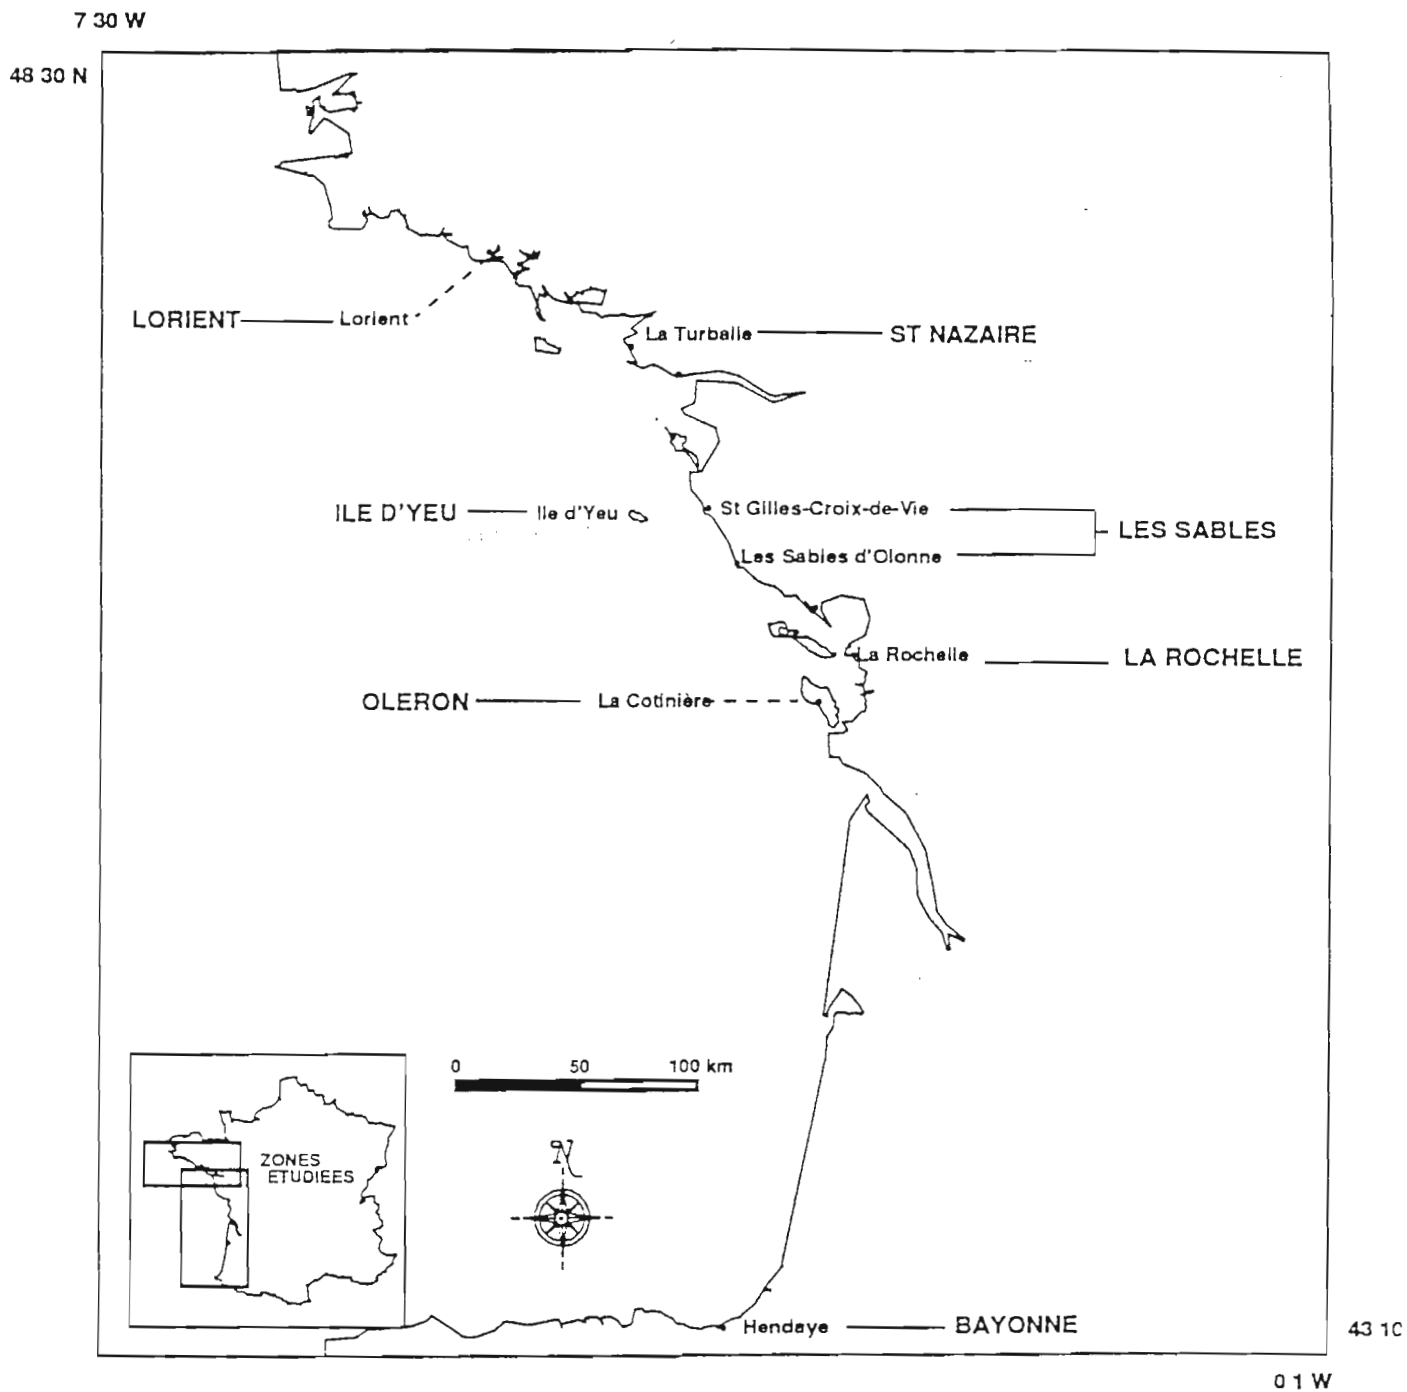 7 30 W
48 30 N
LORIENT Lorient La Turballe ST NAZAIRE
ILE D'YEU Ile d'Yeu St Gilles-Croix-de-Vie
LES SABLES
Les Sables d'Olonne
La Rochelle LA ROCHELLE
OLERON La Cotinière
0 50 100 km
N
ZONES
ETUDIEES
Hendaye BAYONNE
43 10
0 1 W